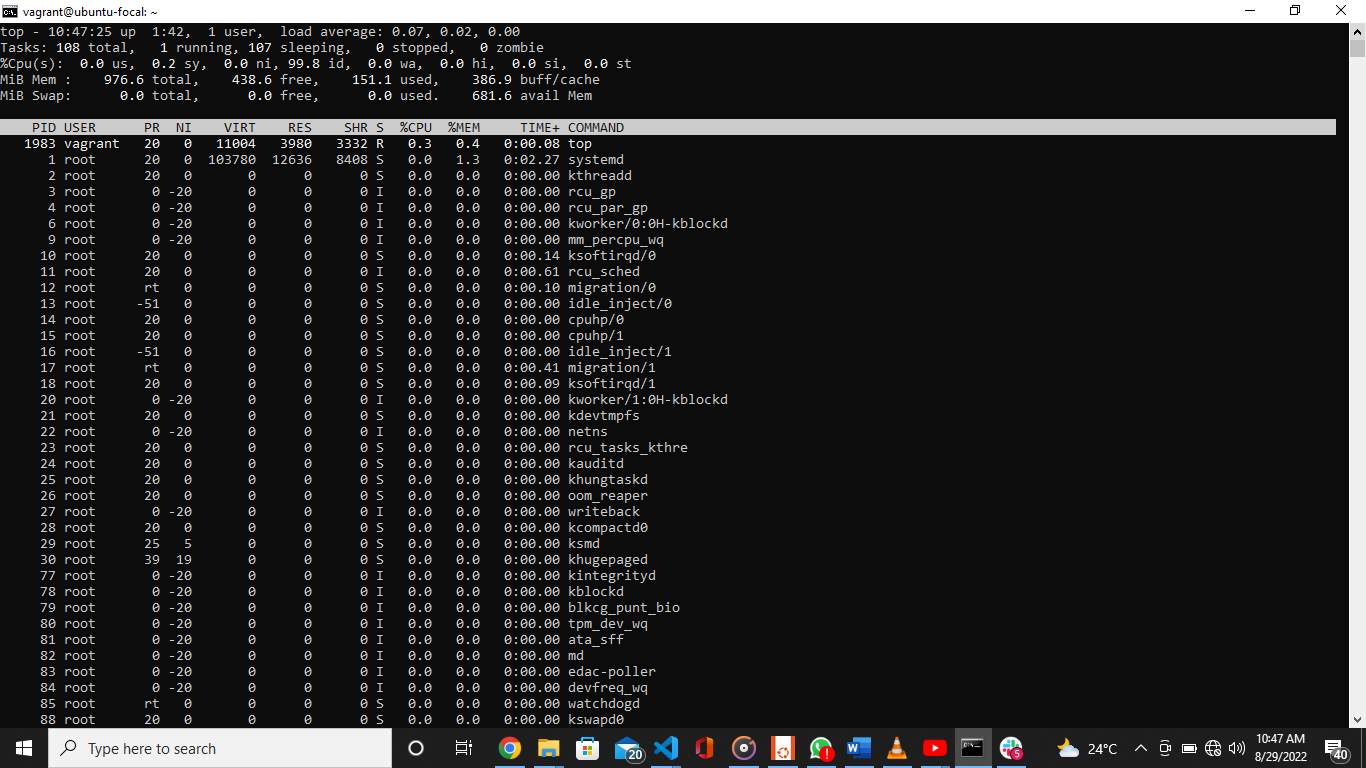 vagrant@ubuntu-focal: ~
top - 10:47:25 up  1:42,  1 user,  load average: 0.07, 0.02, 0.00
Tasks: 108 total,   1 running, 107 sleeping,   0 stopped,   0 zombie
%Cpu(s):  0.0 us,  0.2 sy,  0.0 ni, 99.8 id,  0.0 wa,  0.0 hi,  0.0 si,  0.0 st
MiB Mem :    976.6 total,    438.6 free,    151.1 used,    386.9 buff/cache
MiB Swap:      0.0 total,      0.0 free,      0.0 used.    681.6 avail Mem
PID USER      PR  NI    VIRT    RES    SHR S  %CPU  %MEM     TIME+ COMMAND
1983 vagrant   20   0   11004   3980   3332 R   0.3   0.4   0:00.08 top
1 root      20   0  103780  12636   8408 S   0.0   1.3   0:02.27 systemd
2 root      20   0       0      0      0 S   0.0   0.0   0:00.00 kthreadd
3 root       0 -20       0      0      0 I   0.0   0.0   0:00.00 rcu_gp
4 root       0 -20       0      0      0 I   0.0   0.0   0:00.00 rcu_par_gp
6 root       0 -20       0      0      0 I   0.0   0.0   0:00.00 kworker/0:0H-kblockd
9 root       0 -20       0      0      0 I   0.0   0.0   0:00.00 mm_percpu_wq
10 root      20   0       0      0      0 S   0.0   0.0   0:00.14 ksoftirqd/0
11 root      20   0       0      0      0 I   0.0   0.0   0:00.61 rcu_sched
12 root      rt   0       0      0      0 S   0.0   0.0   0:00.10 migration/0
13 root     -51   0       0      0      0 S   0.0   0.0   0:00.00 idle_inject/0
14 root      20   0       0      0      0 S   0.0   0.0   0:00.00 cpuhp/0
15 root      20   0       0      0      0 S   0.0   0.0   0:00.00 cpuhp/1
16 root     -51   0       0      0      0 S   0.0   0.0   0:00.00 idle_inject/1
17 root      rt   0       0      0      0 S   0.0   0.0   0:00.41 migration/1
18 root      20   0       0      0      0 S   0.0   0.0   0:00.09 ksoftirqd/1
20 root       0 -20       0      0      0 I   0.0   0.0   0:00.00 kworker/1:0H-kblockd
21 root      20   0       0      0      0 S   0.0   0.0   0:00.00 kdevtmpfs
22 root       0 -20       0      0      0 I   0.0   0.0   0:00.00 netns
23 root      20   0       0      0      0 S   0.0   0.0   0:00.00 rcu_tasks_kthre
24 root      20   0       0      0      0 S   0.0   0.0   0:00.00 kauditd
25 root      20   0       0      0      0 S   0.0   0.0   0:00.00 khungtaskd
26 root      20   0       0      0      0 S   0.0   0.0   0:00.00 oom_reaper
27 root       0 -20       0      0      0 I   0.0   0.0   0:00.00 writeback
28 root      20   0       0      0      0 S   0.0   0.0   0:00.00 kcompactd0
29 root      25   5       0      0      0 S   0.0   0.0   0:00.00 ksmd
30 root      39  19       0      0      0 S   0.0   0.0   0:00.00 khugepaged
77 root       0 -20       0      0      0 I   0.0   0.0   0:00.00 kintegrityd
78 root       0 -20       0      0      0 I   0.0   0.0   0:00.00 kblockd
79 root       0 -20       0      0      0 I   0.0   0.0   0:00.00 blkcg_punt_bio
80 root       0 -20       0      0      0 I   0.0   0.0   0:00.00 tpm_dev_wq
81 root       0 -20       0      0      0 I   0.0   0.0   0:00.00 ata_sff
82 root       0 -20       0      0      0 I   0.0   0.0   0:00.00 md
83 root       0 -20       0      0      0 I   0.0   0.0   0:00.00 edac-poller
84 root       0 -20       0      0      0 I   0.0   0.0   0:00.00 devfreq_wq
85 root      rt   0       0      0      0 S   0.0   0.0   0:00.00 watchdogd
88 root      20   0       0      0      0 S   0.0   0.0   0:00.00 kswapd0
Type here to search
20
5
24°C
10:47 AM
8/29/2022
40